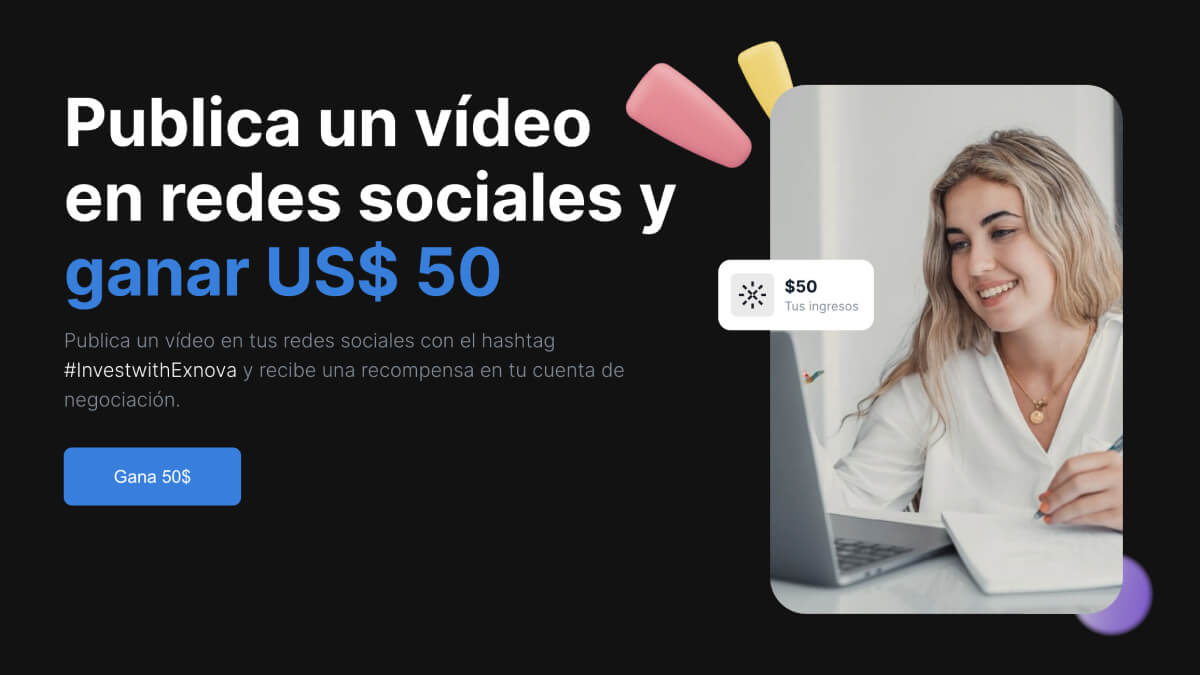 Publica un vídeo
en redes sociales y
ganar US$ 50
Publica un vídeo en tus redes sociales con el hashtag
#InvestwithExnova y recibe una recompensa en tu cuenta de
negociación.
Gana 50$
$50
Tus ingresos